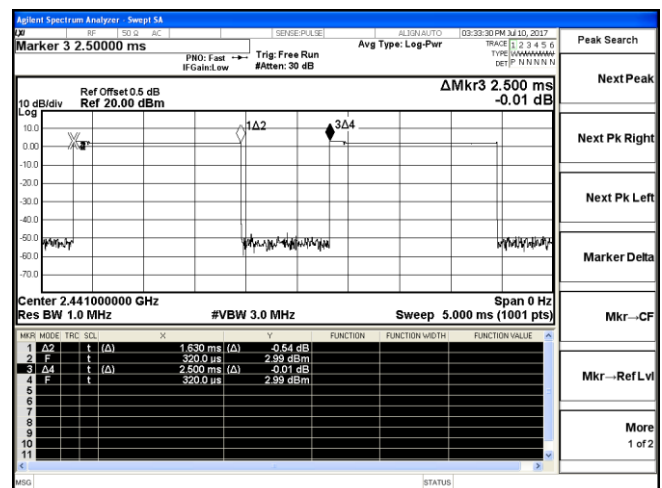 Agilent Spectrum Analyzer - Swept SA
RF 50 Ω AC SENSE:PULSE ALIGN AUTO 03:33:30 PM Jul 10, 2017
Marker 3 2.50000 ms
PNO: Fast
IFGain:Low
Trig: Free Run
#Atten: 30 dB
Avg Type: Log-Pwr
TRACE 1 2 3 4 5 6
TYPE
DET P N N N N N
Peak Search
Next Peak
Next Pk Right
Next Pk Left
Marker Delta
Mkr→CF
Mkr→Ref Lvl
More
1 of 2
Ref Offset 0.5 dB
10 dB/div Ref 20.00 dBm
ΔMkr3 2.500 ms
-0.01 dB
Log
10.0
0.00
-10.0
-20.0
-30.0
-40.0
-50.0
-60.0
-70.0
1Δ2
3Δ4
Center 2.441000000 GHz Span 0 Hz
Res BW 1.0 MHz #VBW 3.0 MHz Sweep 5.000 ms (1001 pts)
MKR MODE TRC SCL X Y FUNCTION FUNCTION WIDTH FUNCTION VALUE
1 Δ2 t (Δ) 1.630 ms (Δ) -0.54 dB
2 F t 320.0 µs 2.99 dBm
3 Δ4 t (Δ) 2.500 ms (Δ) -0.01 dB
4 F t 320.0 µs 2.99 dBm
5
6
7
8
9
10
11
MSG STATUS